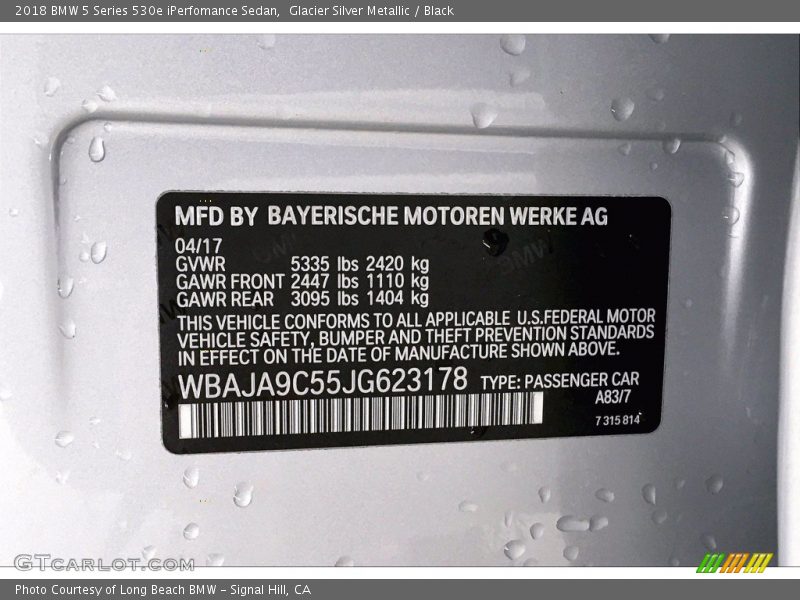 2018 BMW 5 Series 530e iPerfomance Sedan, Glacier Silver Metallic / Black
MFD BY BAYERISCHE MOTOREN WERKE AG
04/17
GVWR 5335 lbs 2420 kg
GAWR FRONT 2447 lbs 1110 kg
GAWR REAR 3095 lbs 1404 kg
THIS VEHICLE CONFORMS TO ALL APPLICABLE U.S.FEDERAL MOTOR
VEHICLE SAFETY, BUMPER AND THEFT PREVENTION STANDARDS
IN EFFECT ON THE DATE OF MANUFACTURE SHOWN ABOVE.
WBAJA9C55JG623178 TYPE: PASSENGER CAR
A83/7
7 315 814
GTcarlot.com
Photo Courtesy of Long Beach BMW – Signal Hill, CA